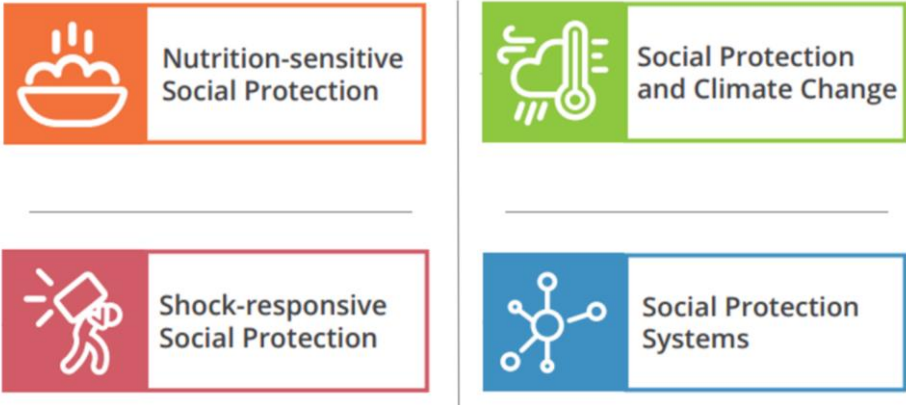 Nutrition-sensitive
Social Protection
Social Protection
and Climate Change
Shock-responsive
Social Protection
Social Protection
Systems